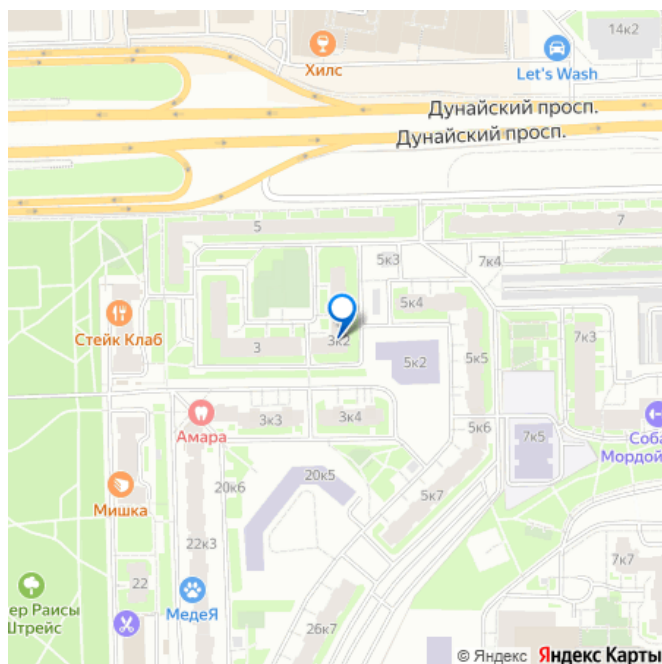 14к2
Хилс
Let's Wash
Дунайский просп.
Дунайский просп.
5
7
5к3
7к4
5к4
Стейк Клаб
3
3к2
5к2
5к5
7к3
Амара
3к3
3к4
5к6
7к5
Соба
Мордой
20к6
20к5
Мишка
5к7
22к3
7к7
22
МедеЯ
ер Раисы
Штрейс
26к7
© Яндекс Яндекс Карты